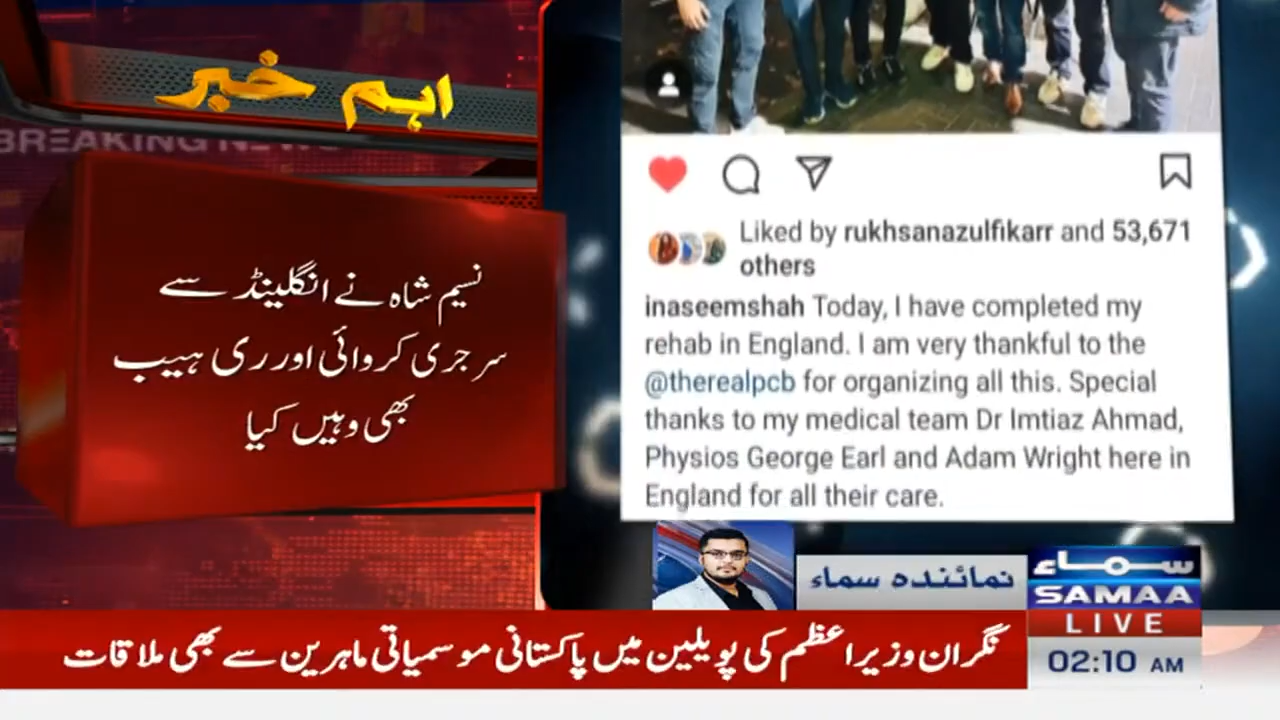 اہم خبر
BREAKING NEWS
نسیم شاہ نے انگلینڈ سے
سرجری کروائی اور ری ہیب
بھی وہیں کیا
Liked by rukhsanazulfikarr and 53,671
others
inaseemshah Today, I have completed my
rehab in England. I am very thankful to the
@therealpcb for organizing all this. Special
thanks to my medical team Dr Imtiaz Ahmad,
Physios George Earl and Adam Wright here in
England for all their care.
نمائندہ سماء
سماء
SAMAA
LIVE
02:10 AM
نگران وزیراعظم کی پویلین میں پاکستانی موسمیاتی ماہرین سے بھی ملاقات